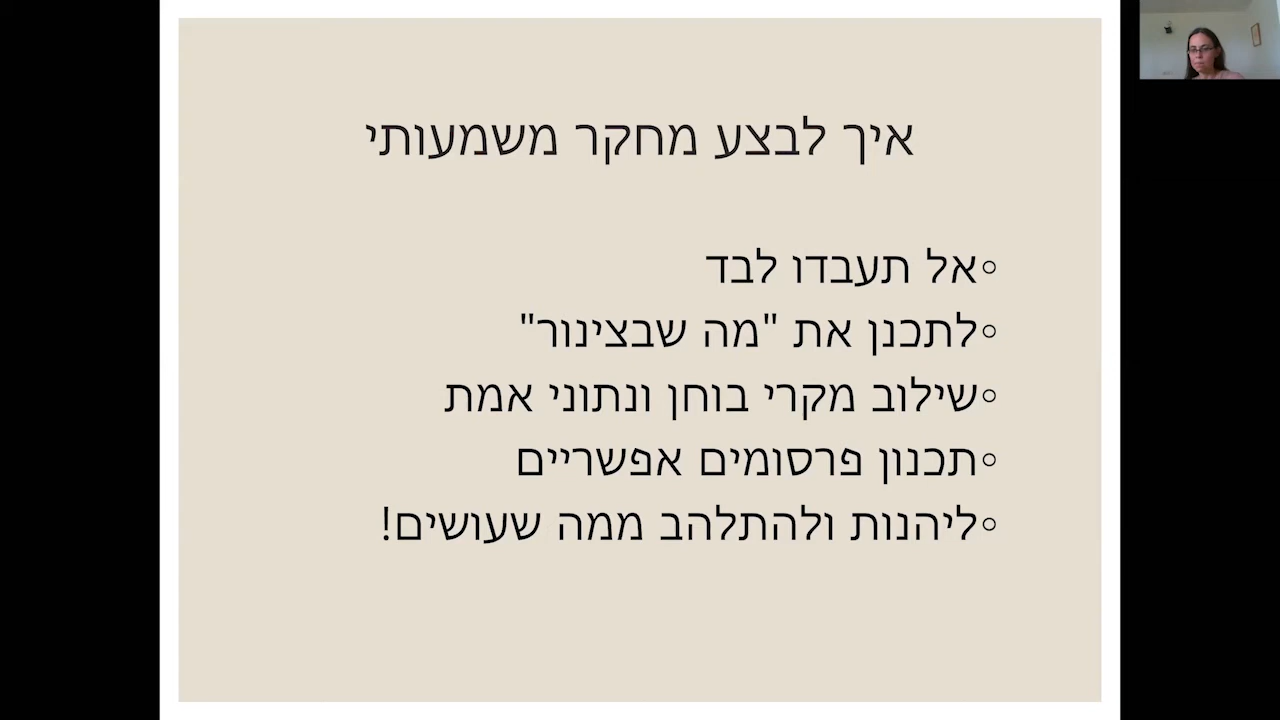 איך לבצע מחקר משמעותי
◦אל תעבדו לבד
◦לתכנן את "מה שבצינור"
◦שילוב מקרי בוחן ונתוני אמת
◦תכנון פרסומים אפשריים
◦ליהנות ולהתלהב ממה שעושים!